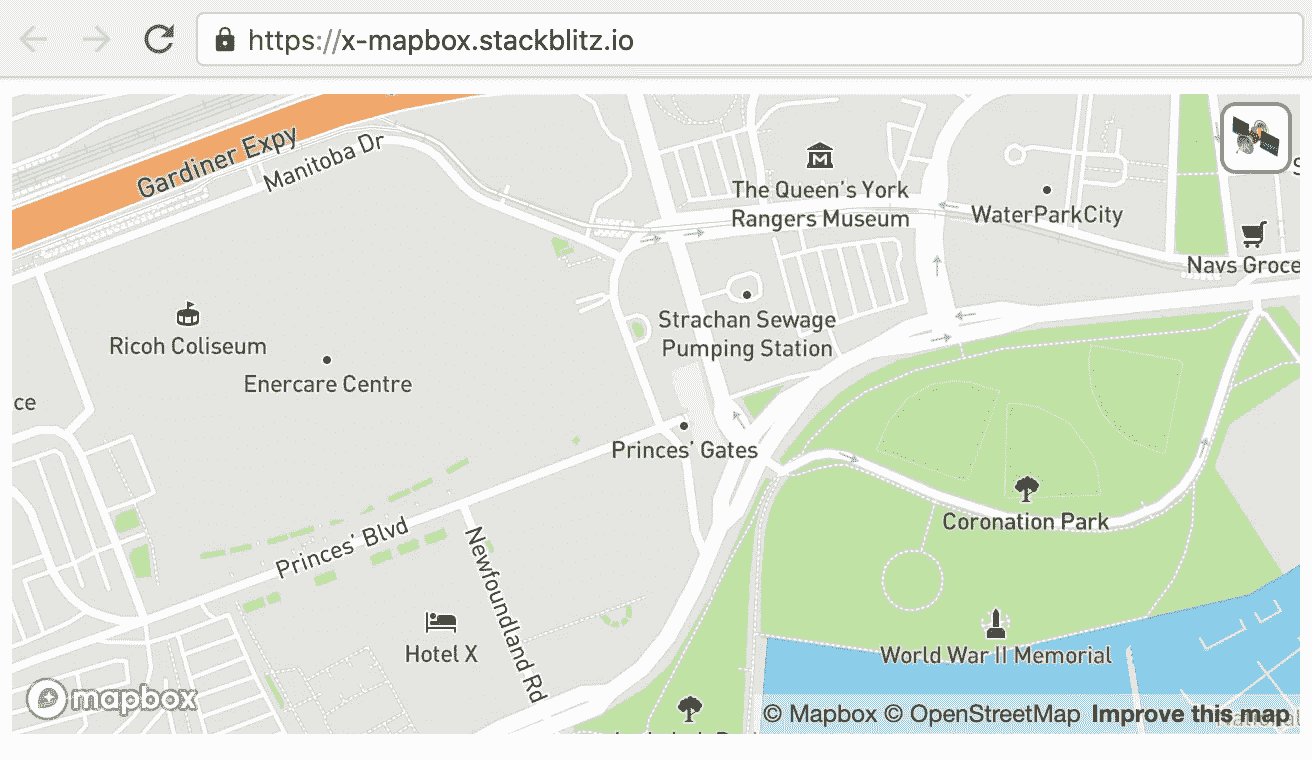 https://x-mapbox.stackblitz.io
Gardiner Expy
Manitoba Dr
The Queen's York
Rangers Museum
WaterParkCity
Navs Groce
Strachan Sewage
Pumping Station
Ricoh Coliseum
Enercare Centre
ce
Princes' Gates
Coronation Park
Princes' Blvd
Newfoundland Rd
Hotel X
World War II Memorial
mapbox
© Mapbox © OpenStreetMap Improve this map